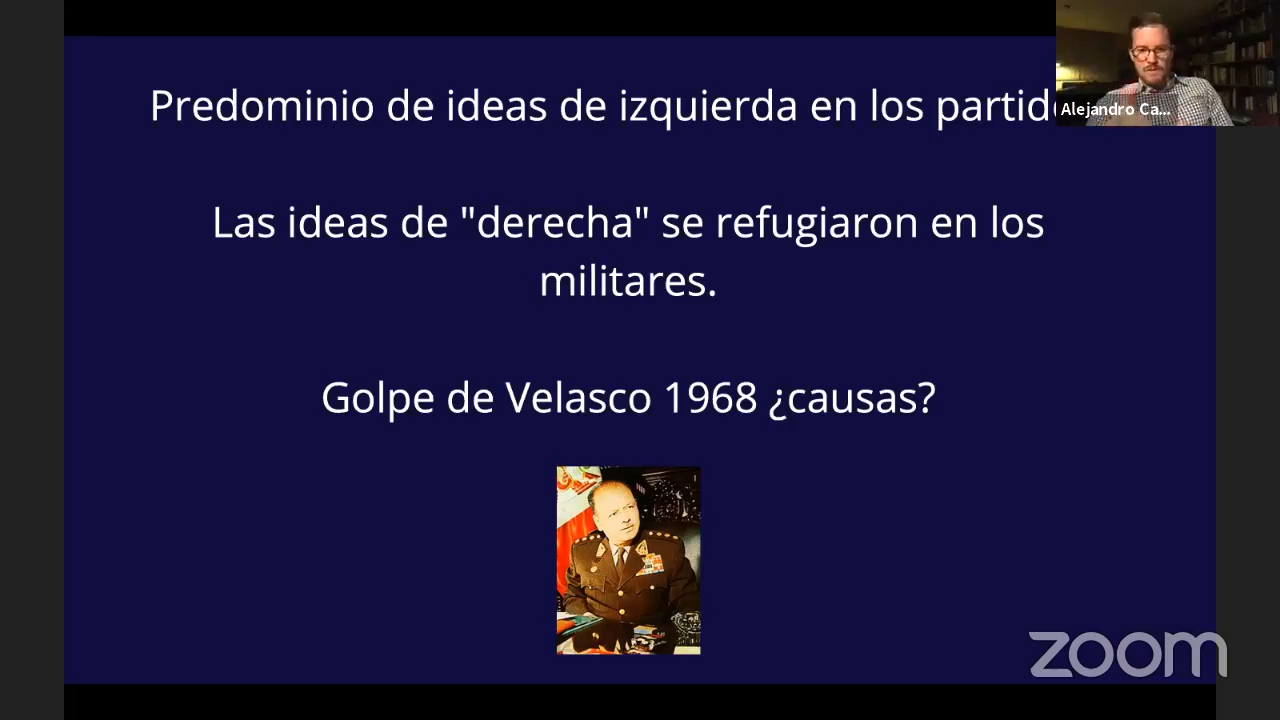 Predominio de ideas de izquierda en los
Alejandro Ca...
Las ideas de "derecha" se refugiaron en los
militares.
Golpe de Velasco 1968 ¿causas?
zoom